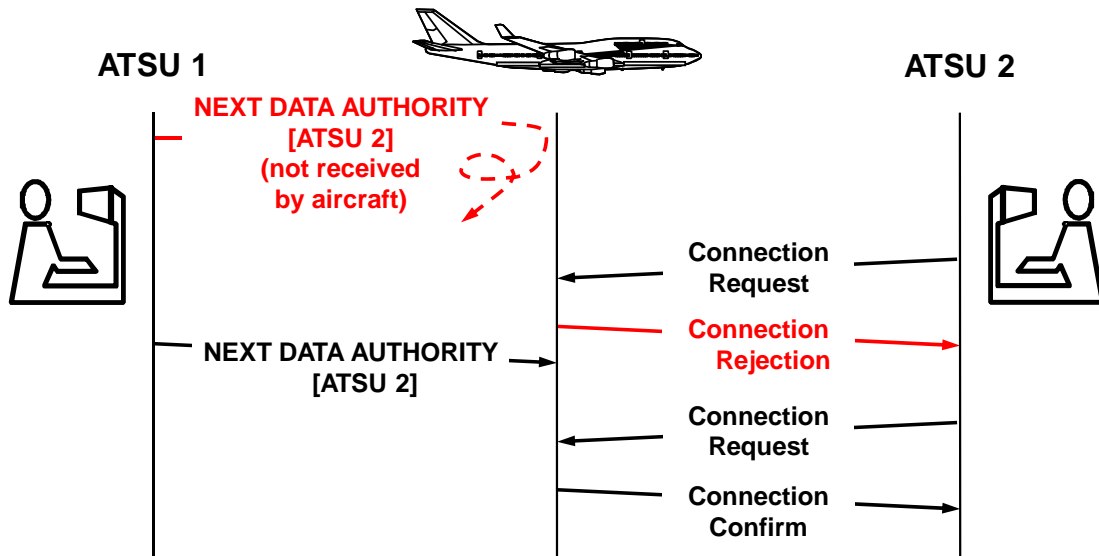 ATSU 1
ATSU 2
NEXT DATA AUTHORITY
[ATSU 2]
(not received
by aircraft)
Connection
Request
Connection
Rejection
NEXT DATA AUTHORITY
[ATSU 2]
Connection
Request
Connection
Confirm